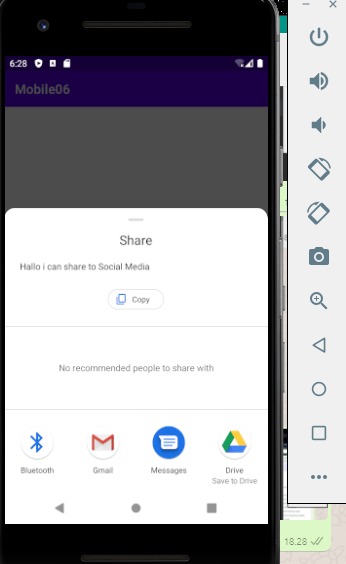 6:28
Mobile06
Share
Hallo i can share to Social Media
Copy
No recommended people to share with
Bluetooth
Gmail
Messages
Drive
Save to Drive
18.28